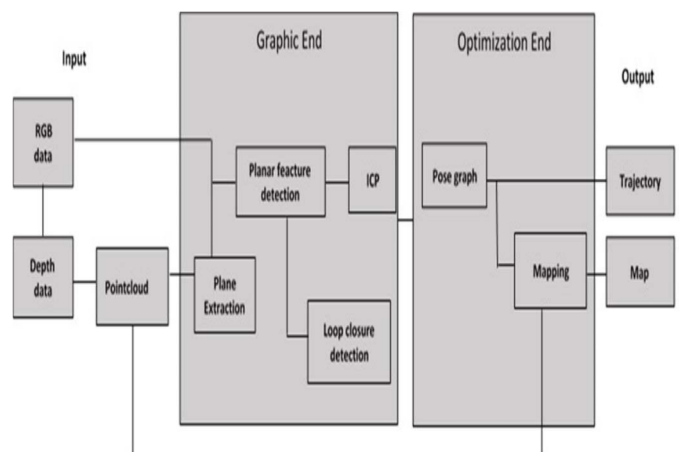 Input
Graphic End
Optimization End
Output
RGB
data
Planar feacture
detection
ICP
Pose graph
Trajectory
Depth
data
Pointcloud
Plane
Extraction
Loop closure
detection
Mapping
Map